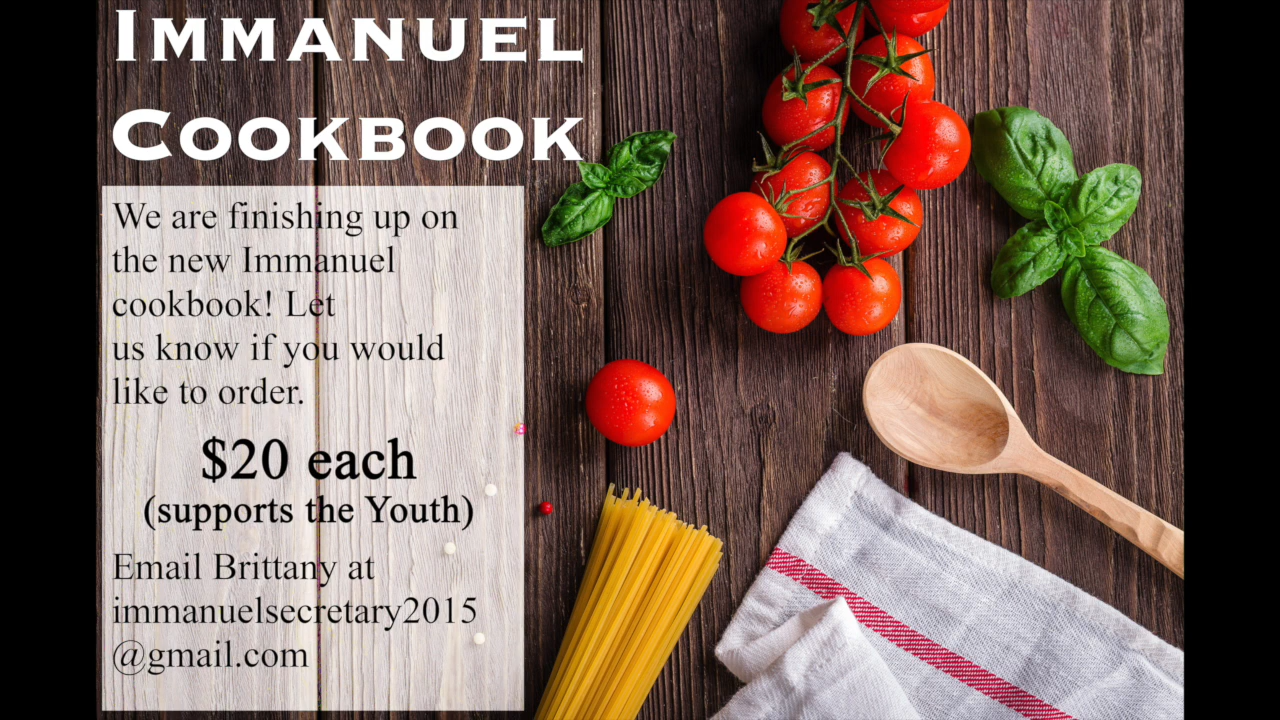 IMMANUEL
COOKBOOK
We are finishing up on
the new Immanuel
cookbook! Let
us know if you would
like to order.
$20 each
(supports the Youth)
Email Brittany at
immanuelsecretary2015
@gmail.com